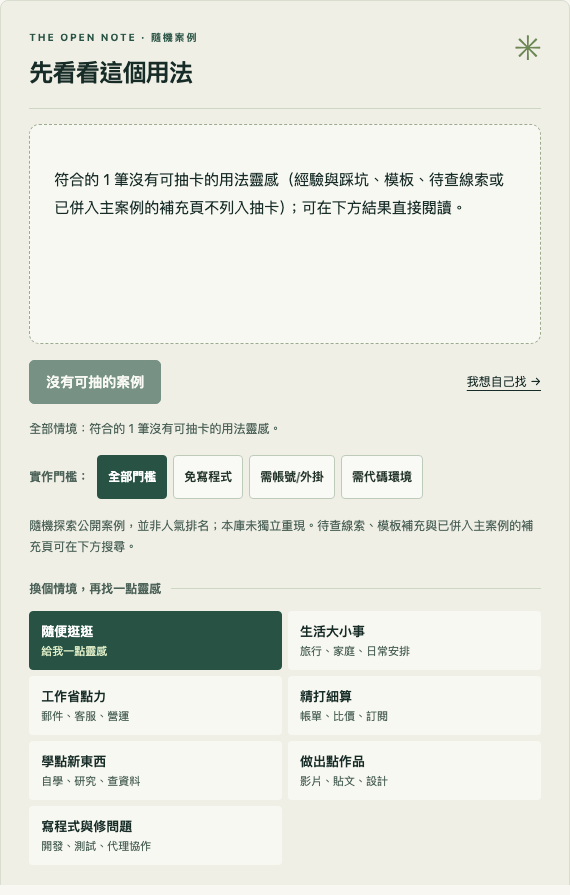 THE OPEN NOTE · 隨機案例
先看看這個用法
符合的 1 筆沒有可抽卡的用法靈感（經驗與踩坑、模板、待查線索或
已併入主案例的補充頁不列入抽卡）；可在下方結果直接閱讀。
沒有可抽的案例
我想自己找 →
全部情境：符合的 1 筆沒有可抽卡的用法靈感。
實作門檻：
全部門檻
免寫程式
需帳號/外掛
需代碼環境
隨機探索公開案例，並非人氣排名；本庫未獨立重現。待查線索、模板補充與已併入主案例的補
充頁可在下方搜尋。
換個情境，再找一點靈感
隨便逛逛
給我一點靈感
生活大小事
旅行、家庭、日常安排
工作省點力
郵件、客服、營運
精打細算
帳單、比價、訂閱
學點新東西
自學、研究、查資料
做出點作品
影片、貼文、設計
寫程式與修問題
開發、測試、代理協作